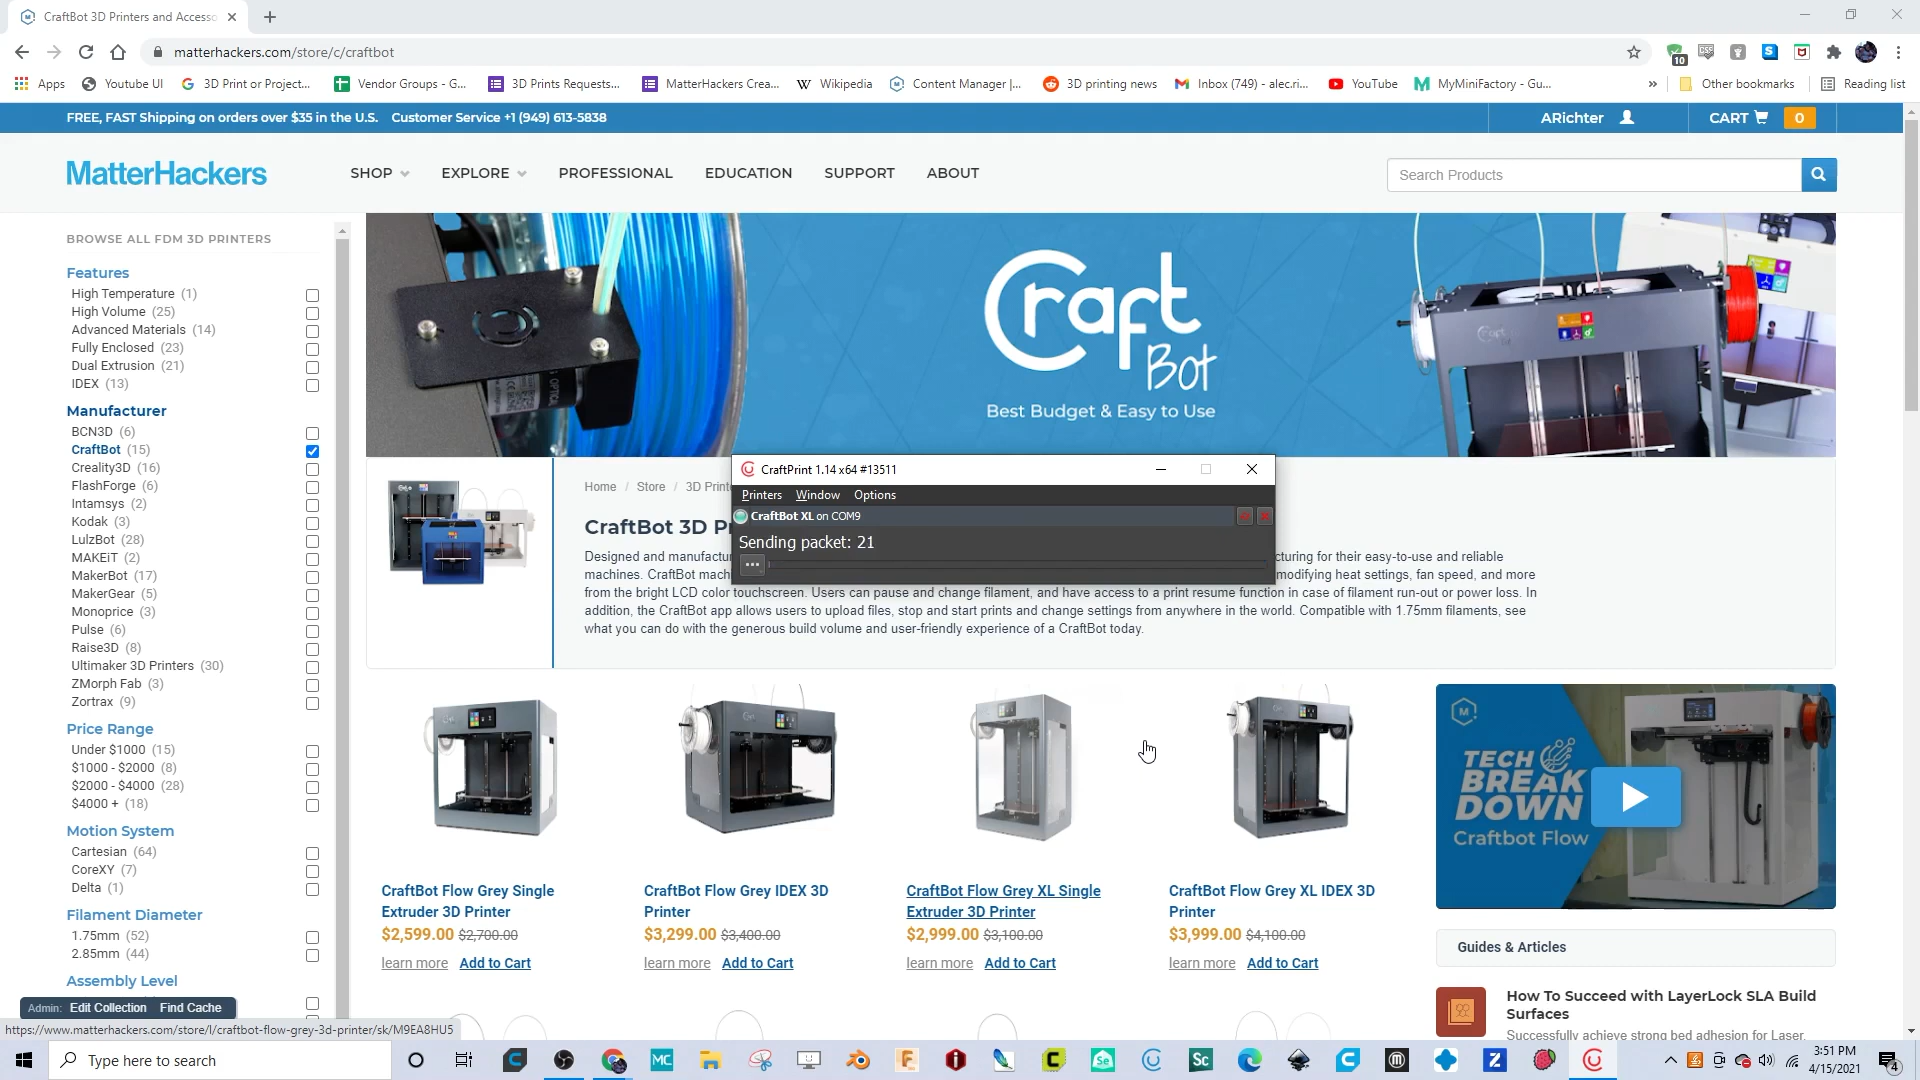 CraftBot 3D Printers and Accesso
matterhackers.com/store/c/craftbot
10
Apps
Youtube UI
3D Print or Project...
Vendor Groups - G...
3D Prints Requests...
MatterHackers Crea...
Wikipedia
Content Manager |...
3D printing news
Inbox (749) - alec.ri...
YouTube
MyMiniFactory - Gu...
»
Other bookmarks
Reading list
FREE, FAST Shipping on orders over $35 in the U.S. Customer Service +1 (949) 613-5838
ARichter
CART 0
MatterHackers
SHOP
EXPLORE
PROFESSIONAL
EDUCATION
SUPPORT
ABOUT
Search Products
BROWSE ALL FDM 3D PRINTERS
Features
High Temperature (1)
High Volume (25)
Advanced Materials (14)
Fully Enclosed (23)
Dual Extrusion (21)
IDEX (13)
Manufacturer
BCN3D (6)
CraftBot (15)
Creality3D (16)
FlashForge (6)
Intamsys (2)
Kodak (3)
LulzBot (28)
MAKEiT (2)
MakerBot (17)
MakerGear (5)
Monoprice (3)
Pulse (6)
Raise3D (8)
Ultimaker 3D Printers (30)
ZMorph Fab (3)
Zortrax (9)
Price Range
Under $1000 (15)
$1000 - $2000 (8)
$2000 - $4000 (28)
$4000 + (18)
Motion System
Cartesian (64)
CoreXY (7)
Delta (1)
Filament Diameter
1.75mm (52)
2.85mm (44)
Assembly Level
Admin: Edit Collection Find Cache
https://www.matterhackers.com/store/l/craftbot-flow-grey-3d-printer/sk/M9EA8HU5
Craft
Bot
Best Budget & Easy to Use
Home / Store / 3D Print
CraftBot 3D P
CraftPrint 1.14 x64 #13511
Printers Window Options
CraftBot XL on COM9
Sending packet: 21
Designed and manufactur cturing for their easy-to-use and reliable
machines. CraftBot mach modifying heat settings, fan speed, and more
from the bright LCD color touchscreen. Users can pause and change filament, and have access to a print resume function in case of filament run-out or power loss. In
addition, the CraftBot app allows users to upload files, stop and start prints and change settings from anywhere in the world. Compatible with 1.75mm filaments, see
what you can do with the generous build volume and user-friendly experience of a CraftBot today.
CraftBot Flow Grey Single
Extruder 3D Printer
$2,599.00 $2,700.00
learn more Add to Cart
CraftBot Flow Grey IDEX 3D
Printer
$3,299.00 $3,400.00
learn more Add to Cart
CraftBot Flow Grey XL Single
Extruder 3D Printer
$2,999.00 $3,100.00
learn more Add to Cart
CraftBot Flow Grey XL IDEX 3D
Printer
$3,999.00 $4,100.00
learn more Add to Cart
TECH
BREAK
DOWN
Craftbot Flow
Guides & Articles
How To Succeed with LayerLock SLA Build
Surfaces
Successfully achieve strong bed adhesion for Laser,
Type here to search
3:51 PM
4/15/2021
4